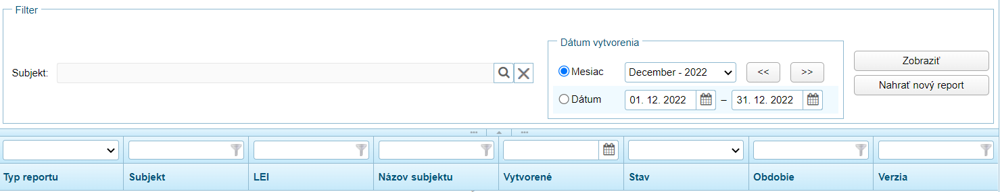 Filter
Dátum vytvorenia
Subjekt:
Mesiac December - 2022 << >>
Dátum 01. 12. 2022 – 31. 12. 2022
Zobraziť
Nahrať nový report
Typ reportu Subjekt LEI Názov subjektu Vytvorené Stav Obdobie Verzia